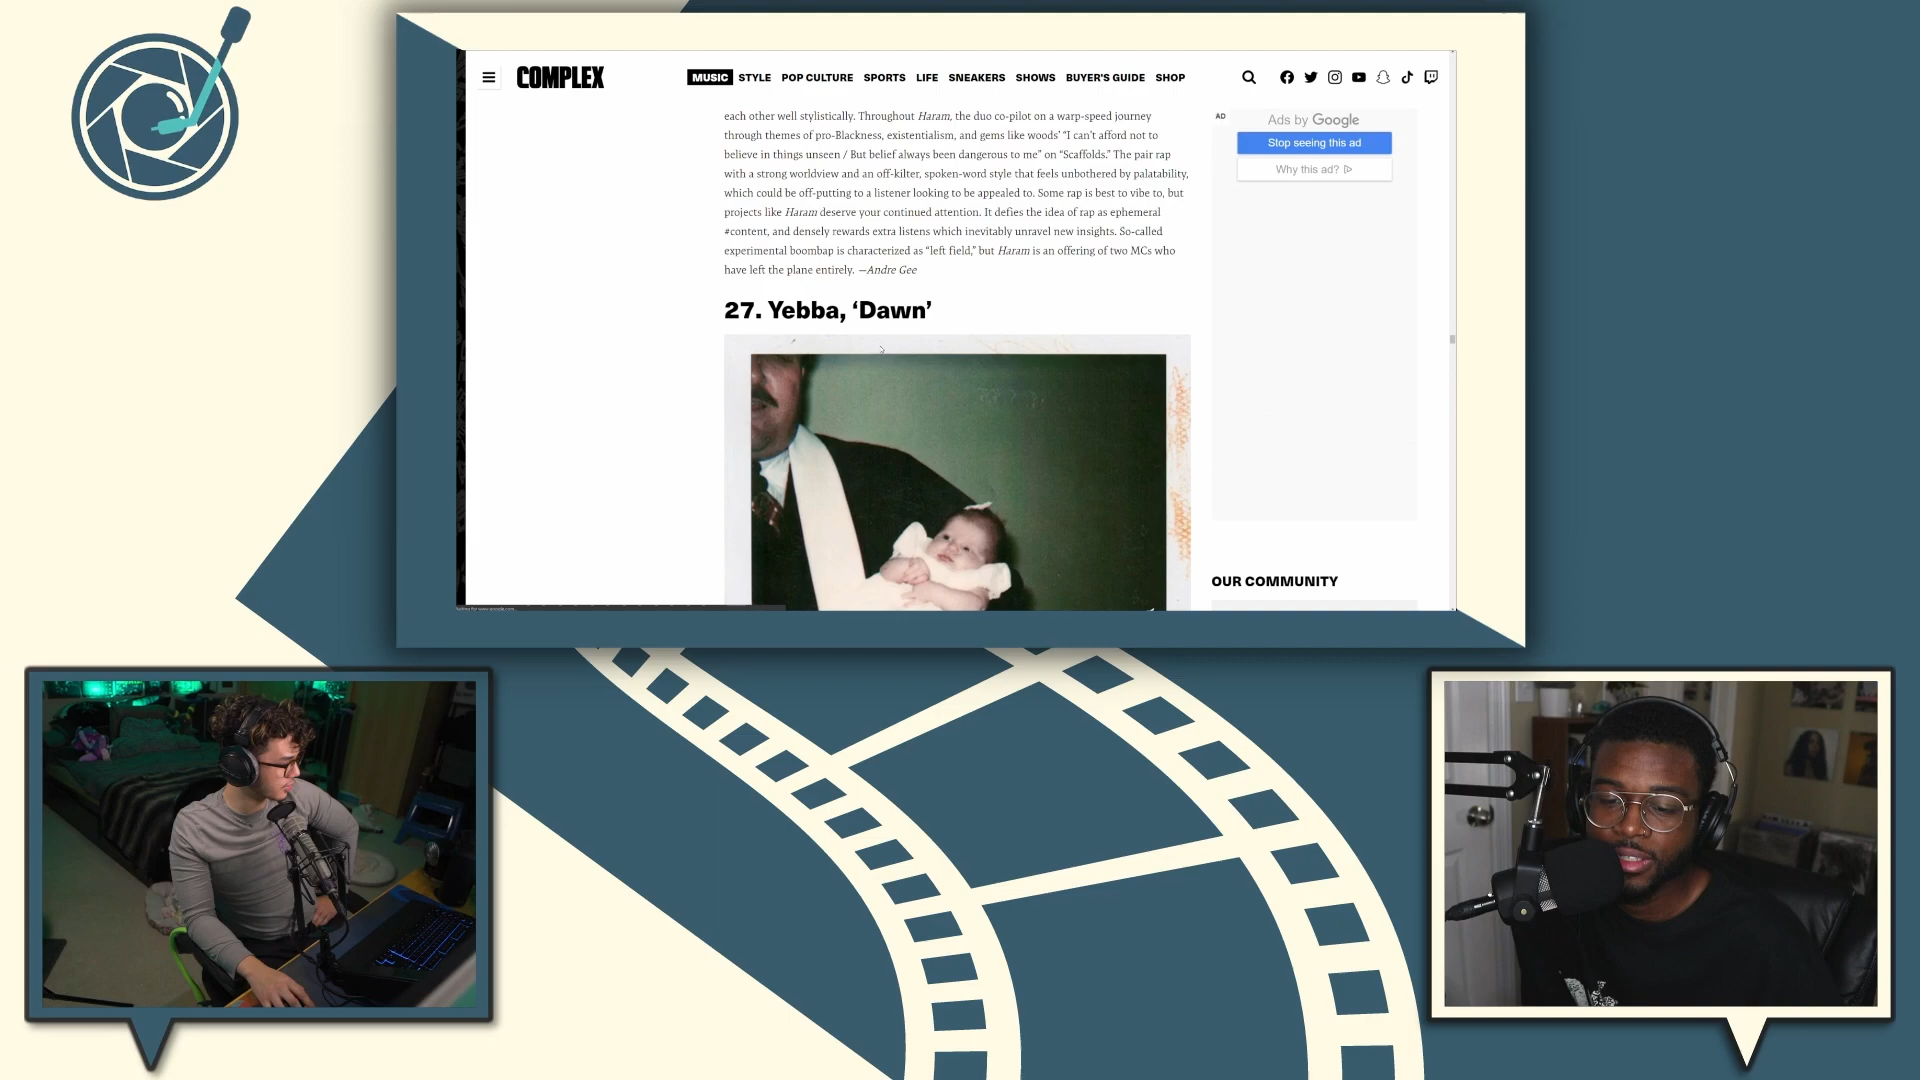 COMPLEX
MUSIC STYLE POP CULTURE SPORTS LIFE SNEAKERS SHOWS BUYER'S GUIDE SHOP
each other well stylistically. Throughout Haram, the duo co-pilot on a warp-speed journey
through themes of pro-Blackness, existentialism, and gems like woods' “I can't afford not to
believe in things unseen / But belief always been dangerous to me” on “Scaffolds.” The pair rap
with a strong worldview and an off-kilter, spoken-word style that feels unbothered by palatability,
which could be off-putting to a listener looking to be appealed to. Some rap is best to vibe to, but
projects like Haram deserve your continued attention. It defies the idea of rap as ephemeral
#content, and densely rewards extra listens which inevitably unravel new insights. So-called
experimental boombap is characterized as “left field,” but Haram is an offering of two MCs who
have left the plane entirely. —Andre Gee
27. Yebba, ‘Dawn’
AD
Ads by Google
Stop seeing this ad
Why this ad?
OUR COMMUNITY